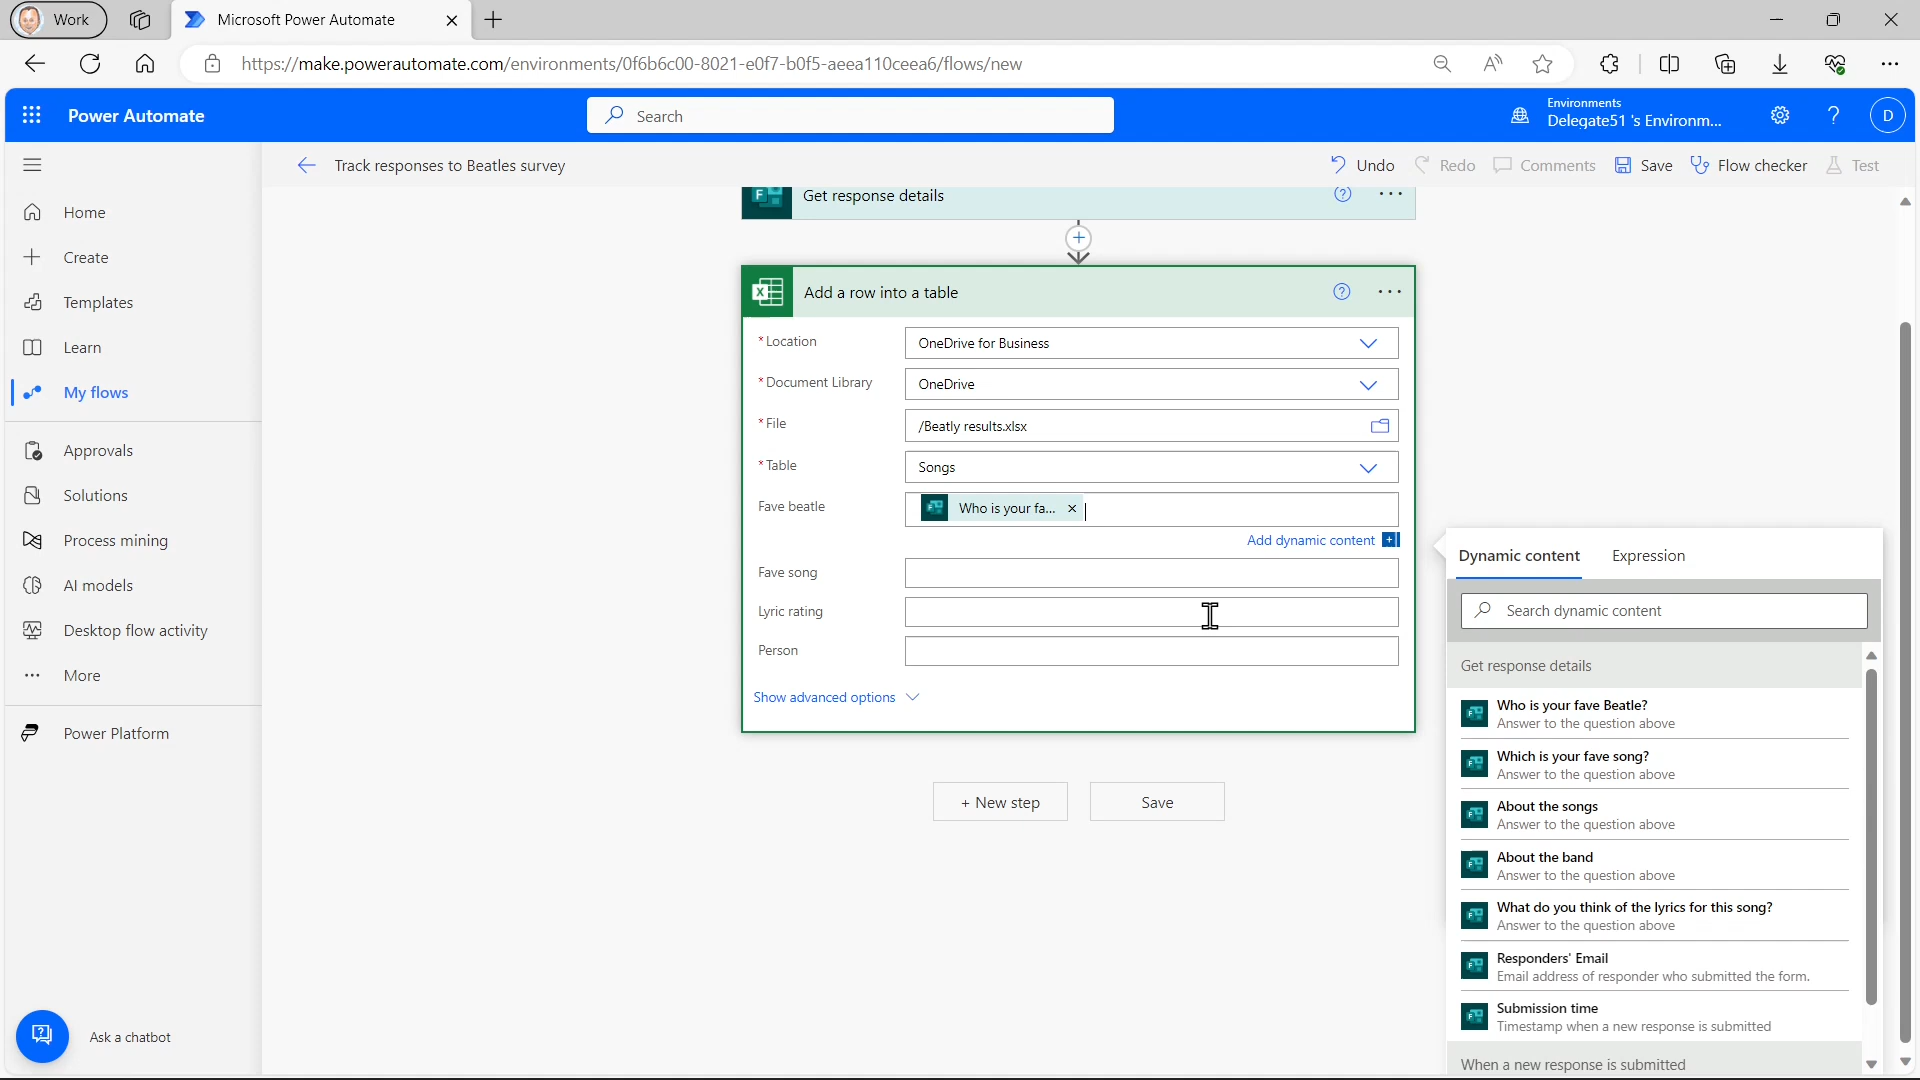 Work
Microsoft Power Automate
https://make.powerautomate.com/environments/0f6b6c00-8021-e0f7-b0f5-aeea110ceea6/flows/new
Power Automate
Search
Environments
Delegate51 's Environm...
D
Track responses to Beatles survey
Undo
Redo
Comments
Save
Flow checker
Test
Home
Create
Templates
Learn
My flows
Approvals
Solutions
Process mining
AI models
Desktop flow activity
More
Power Platform
Ask a chatbot
Get response details
Add a row into a table
* Location
OneDrive for Business
* Document Library
OneDrive
* File
/Beatly results.xlsx
* Table
Songs
Fave beatle
Who is your fa...
Add dynamic content
Fave song
Lyric rating
Person
Show advanced options
+ New step
Save
Dynamic content
Expression
Search dynamic content
Get response details
Who is your fave Beatle?
Answer to the question above
Which is your fave song?
Answer to the question above
About the songs
Answer to the question above
About the band
Answer to the question above
What do you think of the lyrics for this song?
Answer to the question above
Responders' Email
Email address of responder who submitted the form.
Submission time
Timestamp when a new response is submitted
When a new response is submitted